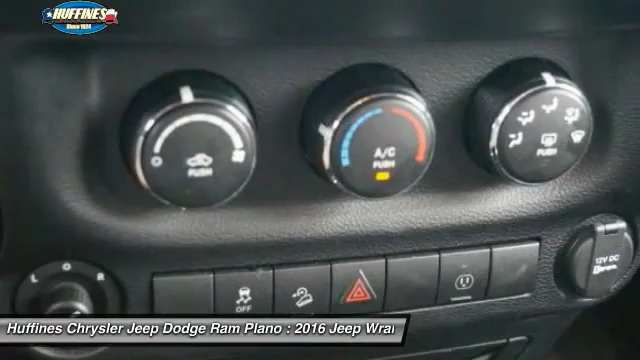 HUFFINES
Since 1924
PUSH
A/C
PUSH
PUSH
L O R
OFF
12V DC
Huffines Chrysler Jeep Dodge Ram Plano : 2016 Jeep Wra